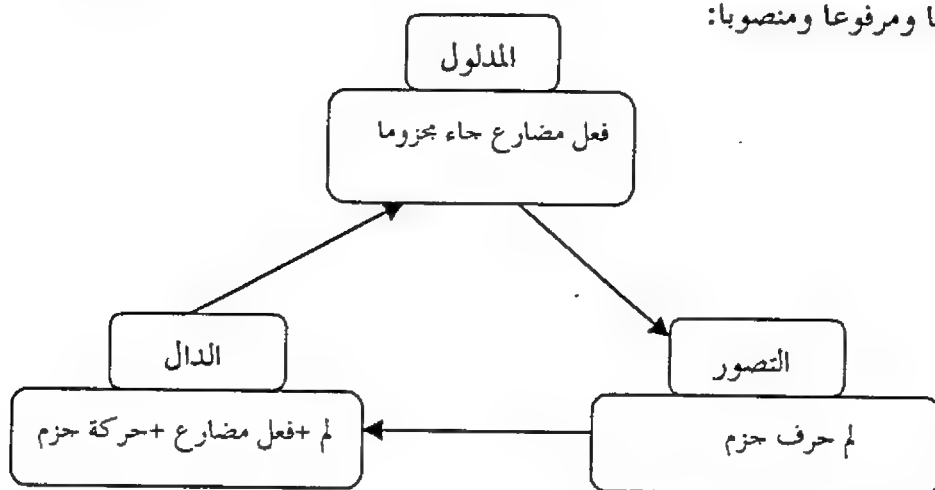 ومرفوعا ومنصوبا:
المدلول
فعل مضارع جاء مجزوما
الدال
التصور
لم +فعل مضارع +حركة جزم
لم حرف جزم